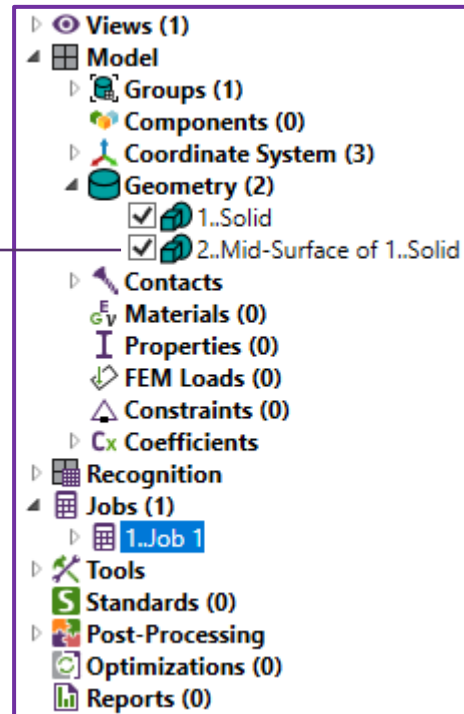 Views (1)
Model
Groups (1)
Components (0)
Coordinate System (3)
Geometry (2)
1..Solid
2..Mid-Surface of 1..Solid
Contacts
Materials (0)
Properties (0)
FEM Loads (0)
Constraints (0)
Cx Coefficients
Recognition
Jobs (1)
1..Job 1
Tools
S Standards (0)
Post-Processing
Optimizations (0)
Reports (0)